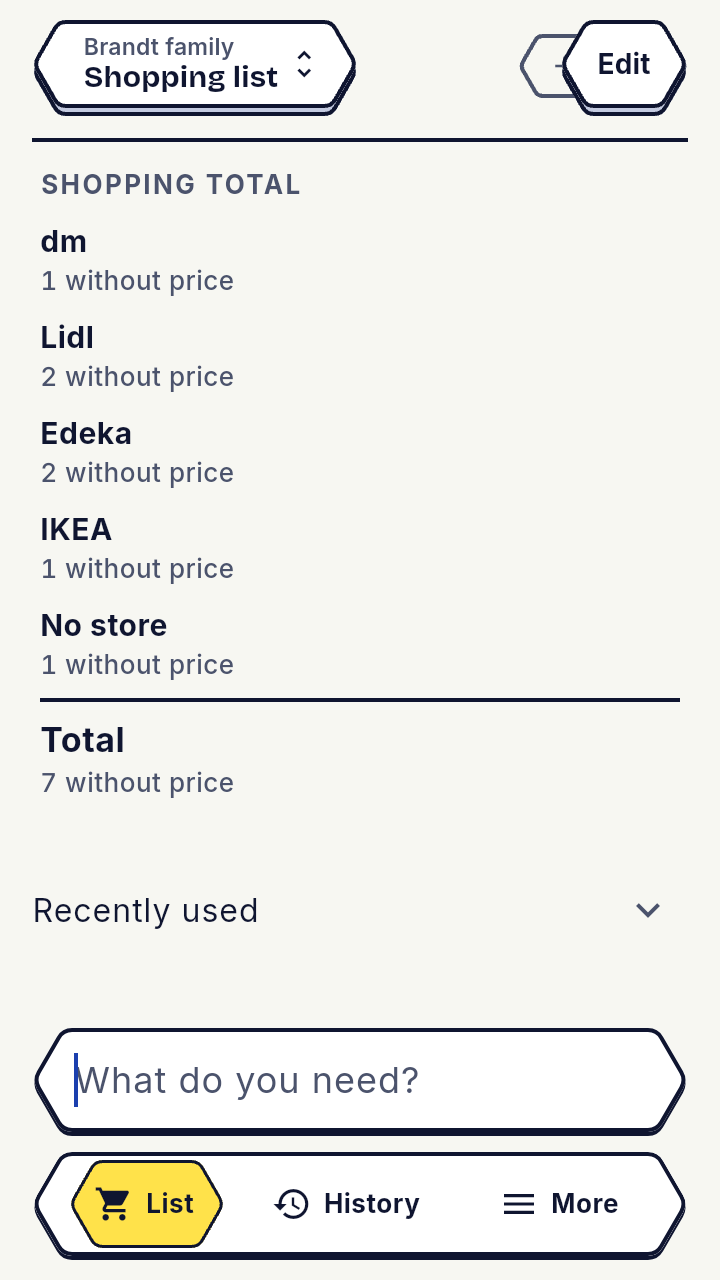 Brandt family
Shopping list
Edit
SHOPPING TOTAL
dm
1 without price
Lidl
2 without price
Edeka
2 without price
IKEA
1 without price
No store
1 without price
Total
7 without price
Recently used
What do you need?
List
History
More